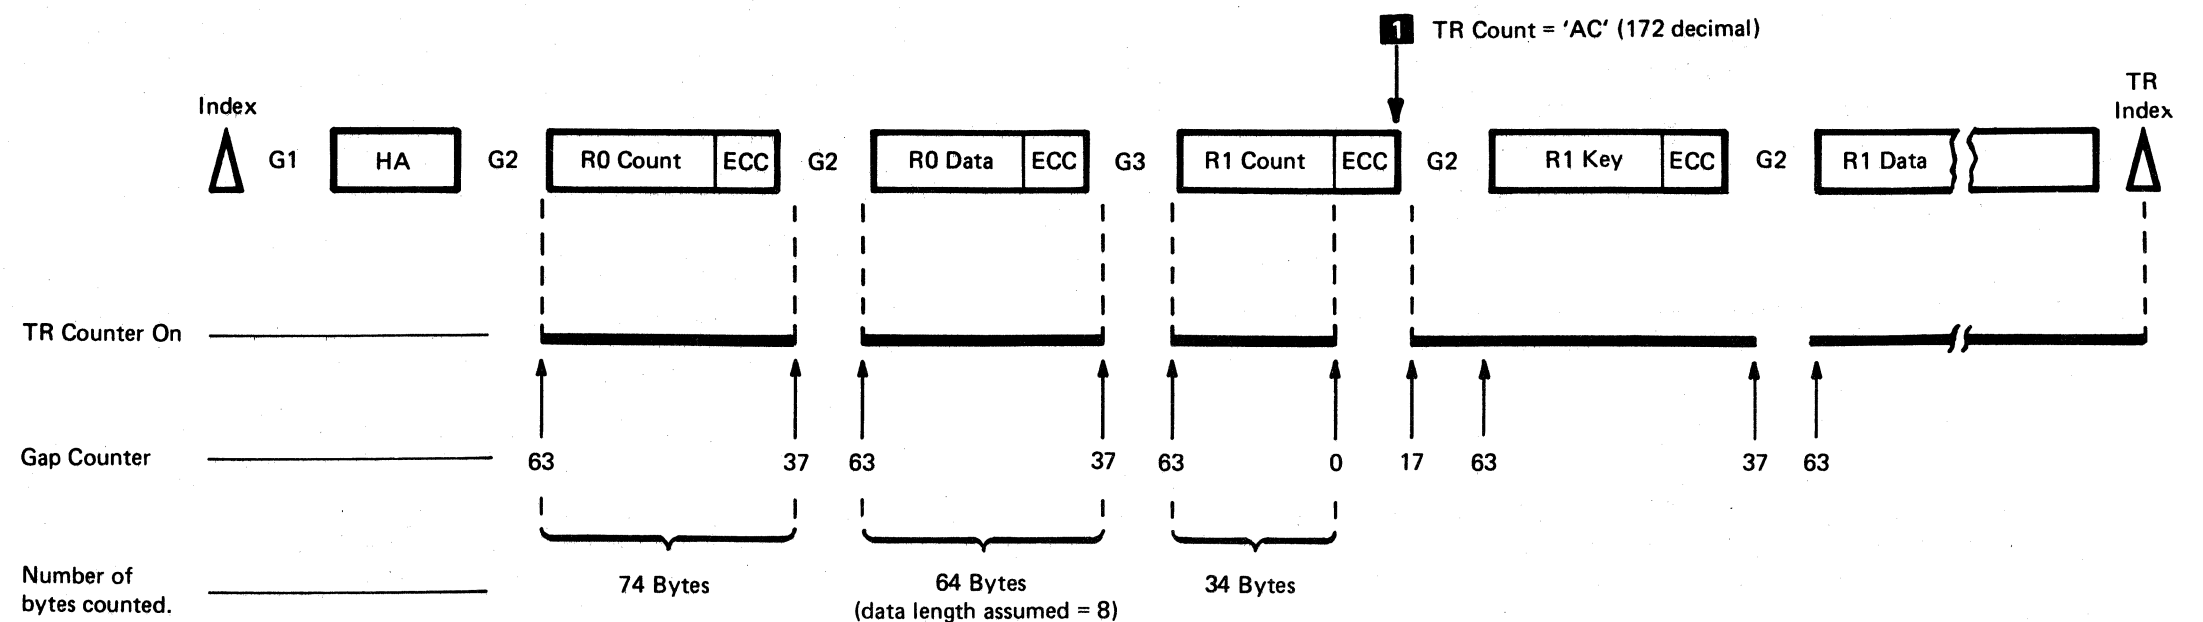 1 TR Count = 'AC' (172 decimal)
Index
TR
Index
G1 HA G2 R0 Count ECC G2 R0 Data ECC G3 R1 Count ECC G2 R1 Key ECC G2 R1 Data
TR Counter On
Gap Counter 63 37 63 37 63 0 17 63 37 63
Number of
bytes counted.
74 Bytes 64 Bytes 34 Bytes
(data length assumed = 8)